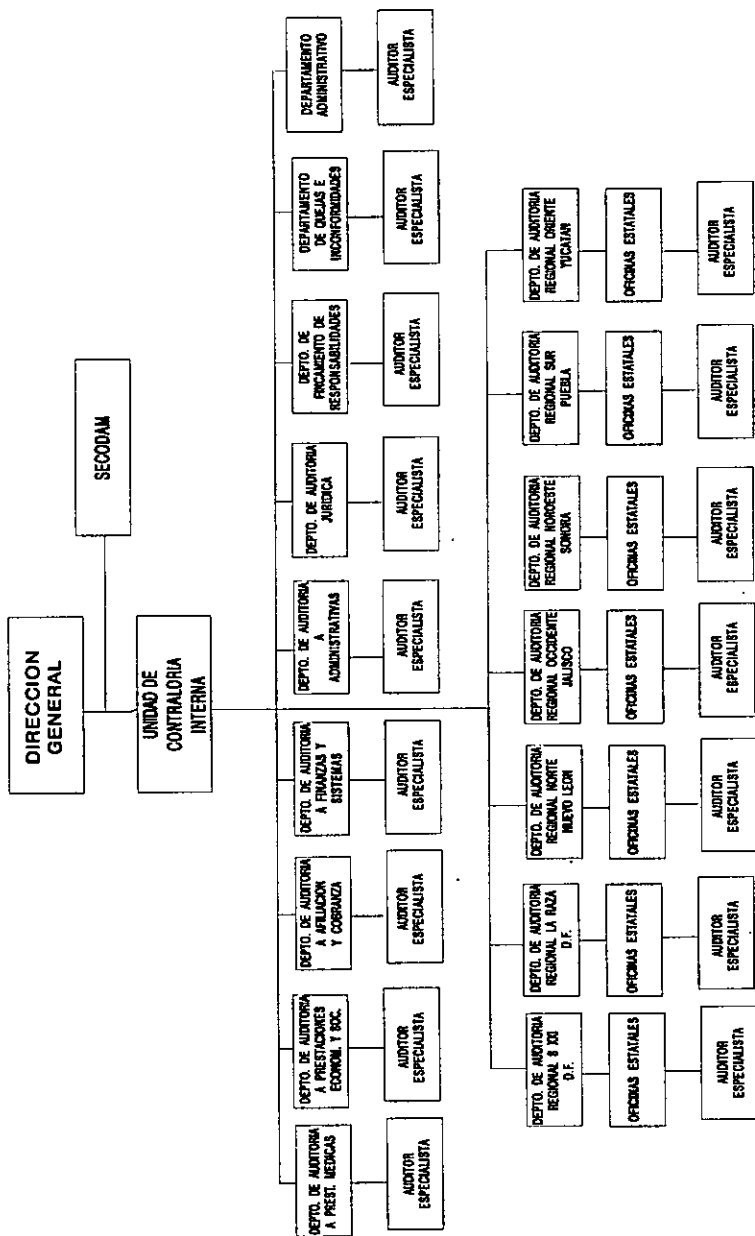 DIRECCION
GENERAL
SECODAM
UNIDAD DE
CONTRALORIA
INTERNA
DEPTO. DE AUDITORIA
A PREST. MEDICAS
DEPTO. DE AUDITORIA
A PRESTACIONES
ECONOM. Y SOC.
DEPTO. DE AUDITORIA
A AFILIACION
Y COBRANZA
DEPTO. DE AUDITORIA
A FINANZAS Y
SISTEMAS
DEPTO. DE AUDITORIA
A
ADMINISTRATIVAS
DEPTO. DE AUDITORIA
JURIDICA
DEPTO. DE
FINCAMIENTO DE
RESPONSABILIDADES
DEPARTAMENTO
DE QUEJAS E
INCONFORMIDADES
DEPARTAMENTO
ADMINISTRATIVO
AUDITOR
ESPECIALISTA
AUDITOR
ESPECIALISTA
AUDITOR
ESPECIALISTA
AUDITOR
ESPECIALISTA
AUDITOR
ESPECIALISTA
AUDITOR
ESPECIALISTA
AUDITOR
ESPECIALISTA
AUDITOR
ESPECIALISTA
AUDITOR
ESPECIALISTA
DEPTO. DE AUDITORIA
REGIONAL S XXI
D.F.
DEPTO. DE AUDITORIA
REGIONAL LA RAZA
D.F.
DEPTO. DE AUDITORIA
REGIONAL NORTE
NUEVO LEON
DEPTO. DE AUDITORIA
REGIONAL OCCIDENTE
JALISCO
DEPTO. DE AUDITORIA
REGIONAL NOROESTE
SONORA
DEPTO. DE AUDITORIA
REGIONAL SUR
PUEBLA
DEPTO. DE AUDITORIA
REGIONAL ORIENTE
YUCATAN
OFICINAS ESTATALES
OFICINAS ESTATALES
OFICINAS ESTATALES
OFICINAS ESTATALES
OFICINAS ESTATALES
OFICINAS ESTATALES
OFICINAS ESTATALES
AUDITOR
ESPECIALISTA
AUDITOR
ESPECIALISTA
AUDITOR
ESPECIALISTA
AUDITOR
ESPECIALISTA
AUDITOR
ESPECIALISTA
AUDITOR
ESPECIALISTA
AUDITOR
ESPECIALISTA